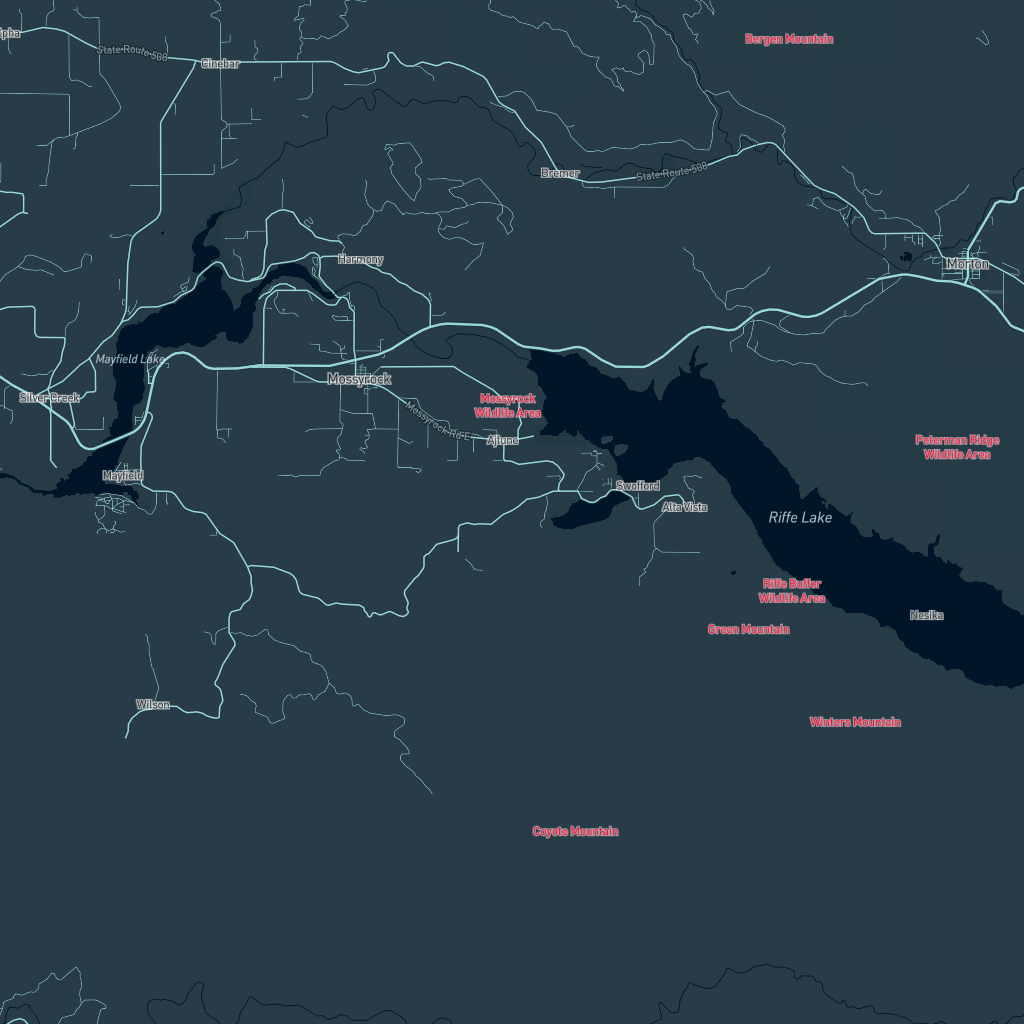 Bergen Mountain
State Route 508
Cinebar
Bremer
State Route 508
Harmony
Morton
Mayfield Lake
Mossyrock
Silver Creek
Mossyrock
Wildlife Area
Mossyrock Rd E
Ajlune
Peterman Ridge
Wildlife Area
Mayfield
Swofford
Alta Vista
Riffe Lake
Riffe Buffer
Wildlife Area
Nesika
Green Mountain
Wilson
Winters Mountain
Coyote Mountain